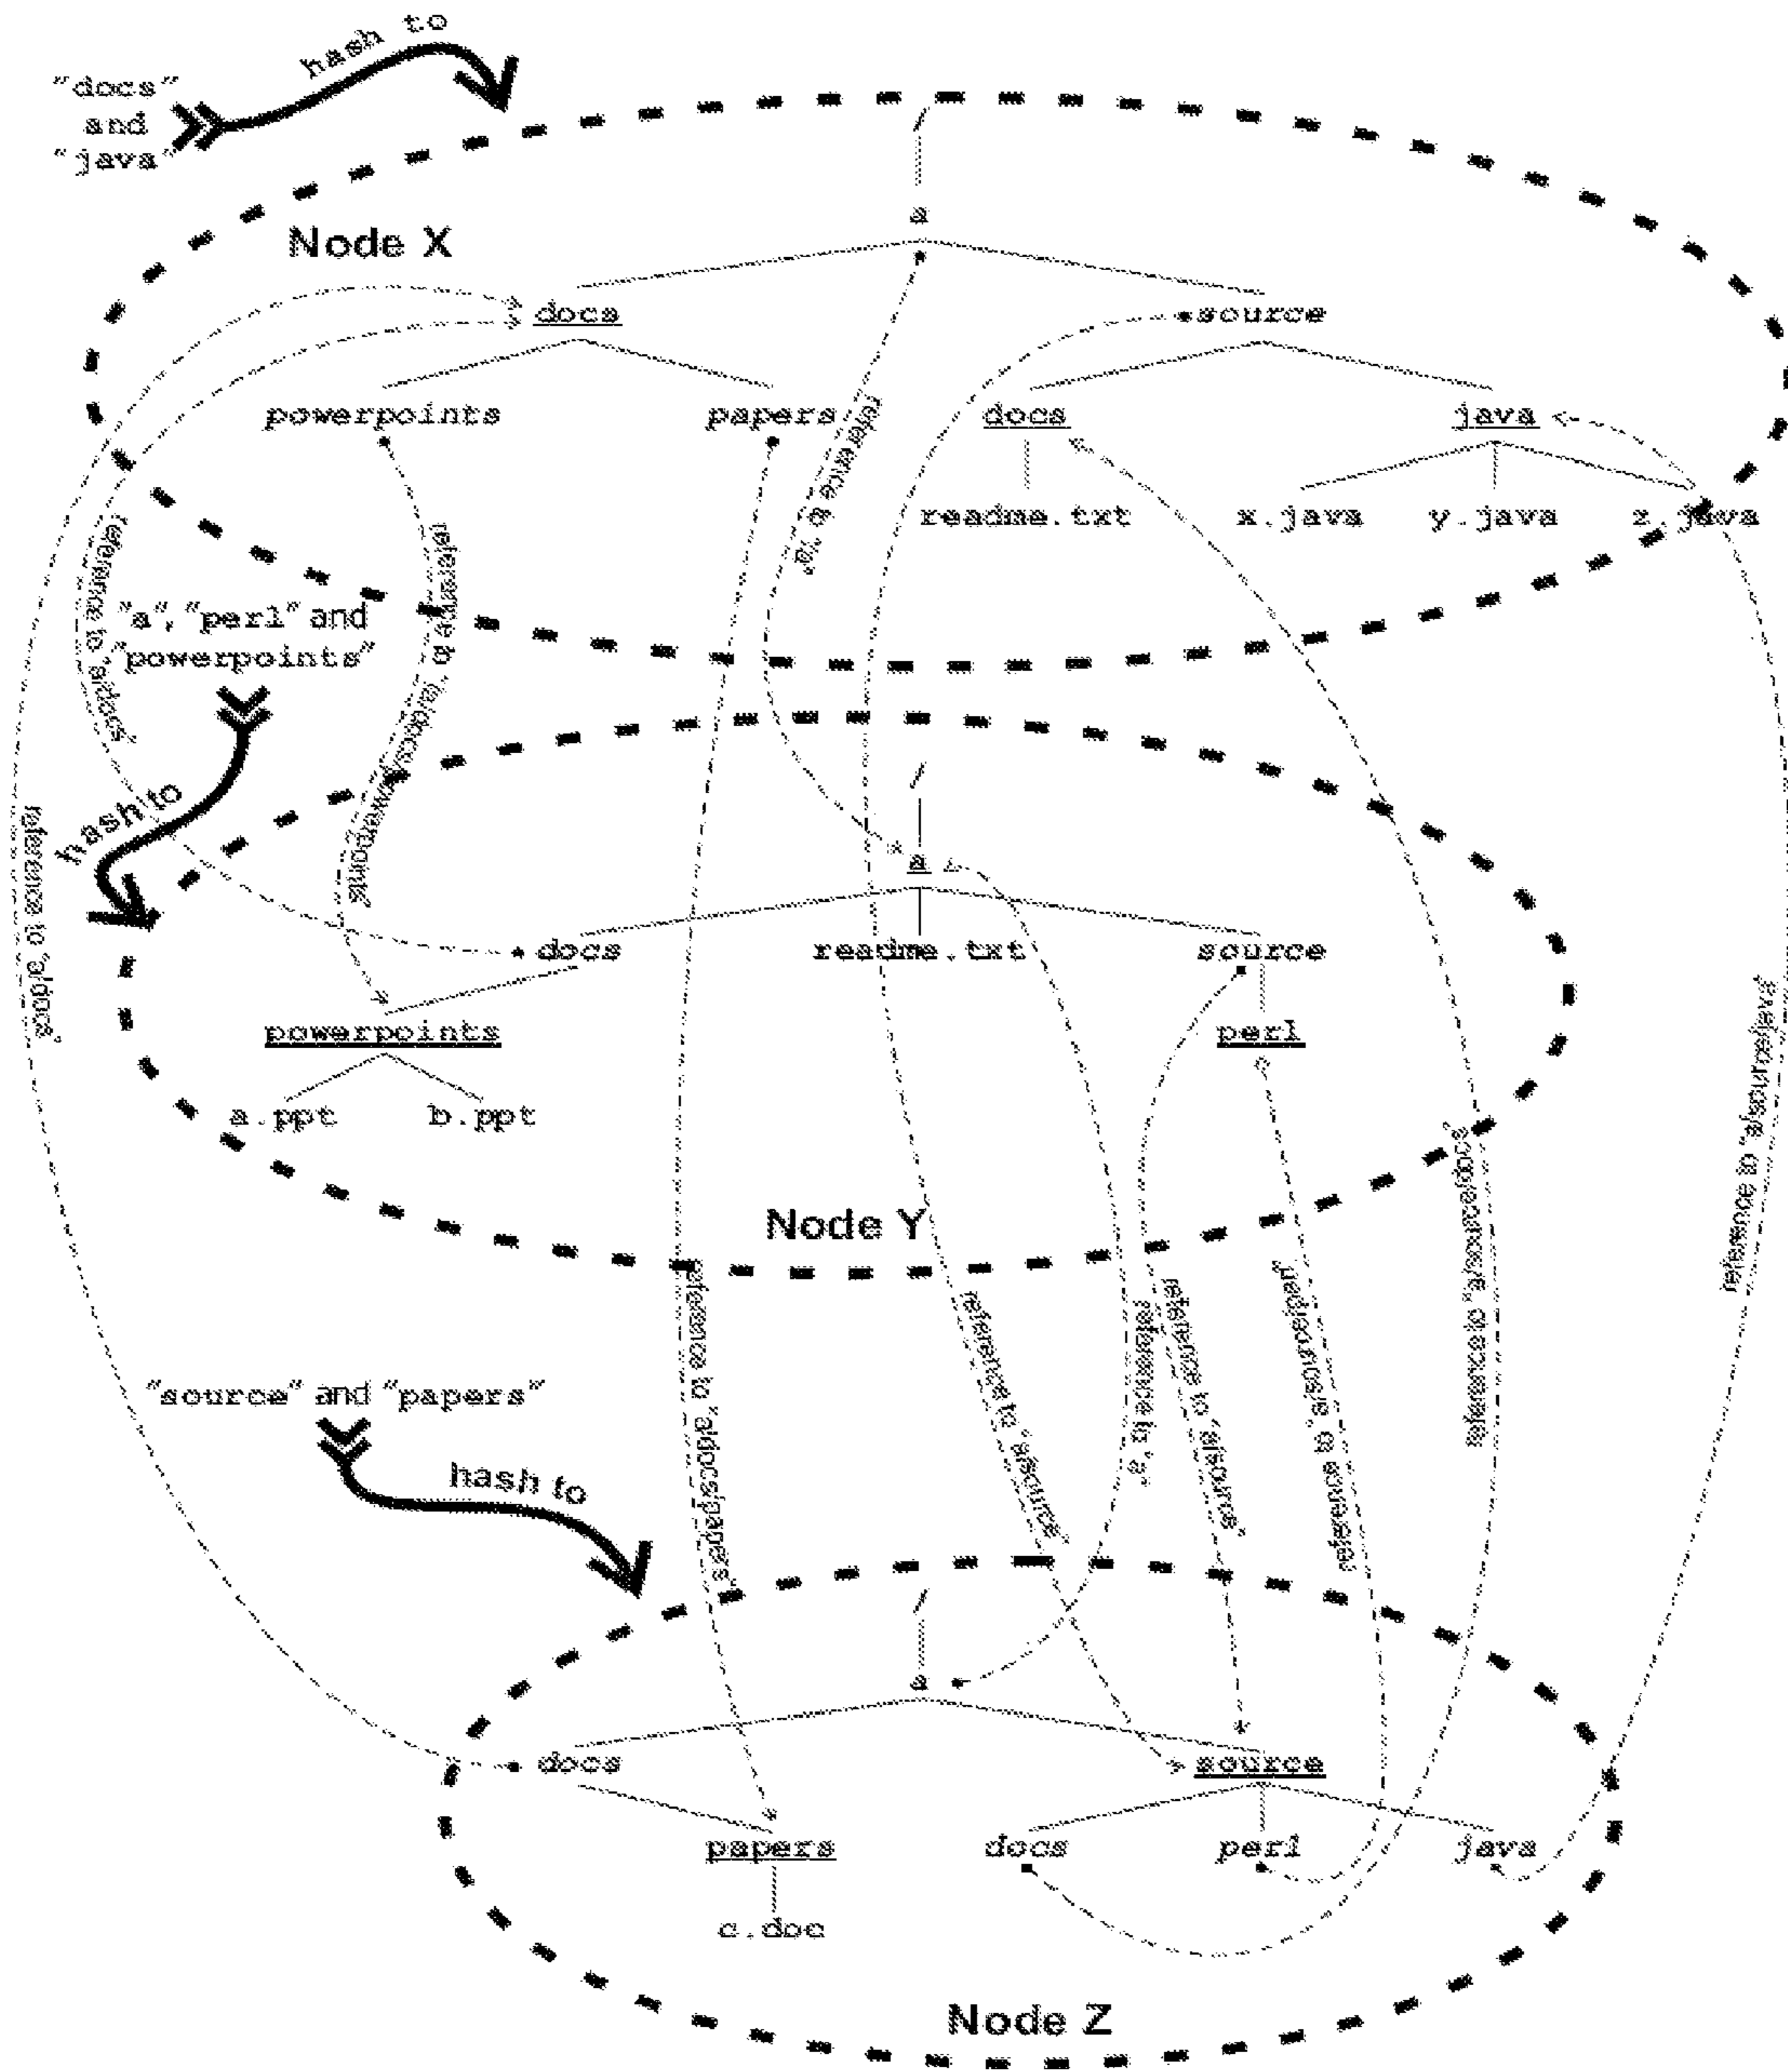 hash to
"docs"
and
"java"
/
a
Node X
docs
source
powerpoints
papers
docs
java
readme.txt
x.java
y.java
z.java
reference to "a"
reference to "a/docs"
reference to "a/docs/powerpoints"
"a", "perl" and
"powerpoints"
hash to
/
a
docs
readme.txt
source
powerpoints
perl
a.ppt
b.ppt
reference to "a/docs"
reference to "a/source/java"
Node Y
reference to "a/docs/papers"
reference to "a/source"
reference to "a"
reference to "a/source"
reference to "a/source/perl"
reference to "a/source/docs"
"source" and "papers"
hash to
/
a
docs
source
papers
docs
perl
java
c.doc
Node Z